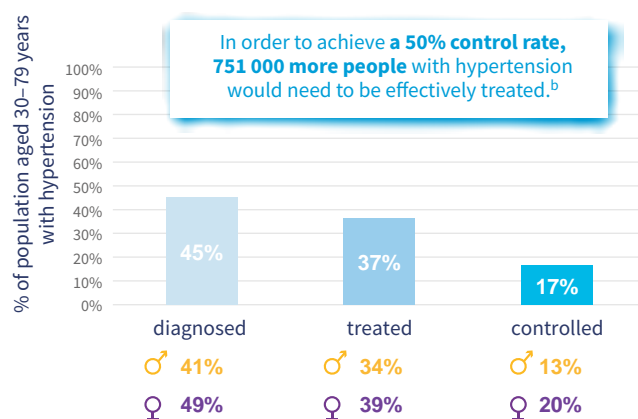 In order to achieve a 50% control rate,
751 000 more people with hypertension
would need to be effectively treated.b
% of population aged 30–79 years
with hypertension
100%
90%
80%
70%
60%
50%
40%
30%
20%
10%
0%
45%
37%
17%
diagnosed treated controlled
♂ 41% ♂ 34% ♂ 13%
♀ 49% ♀ 39% ♀ 20%